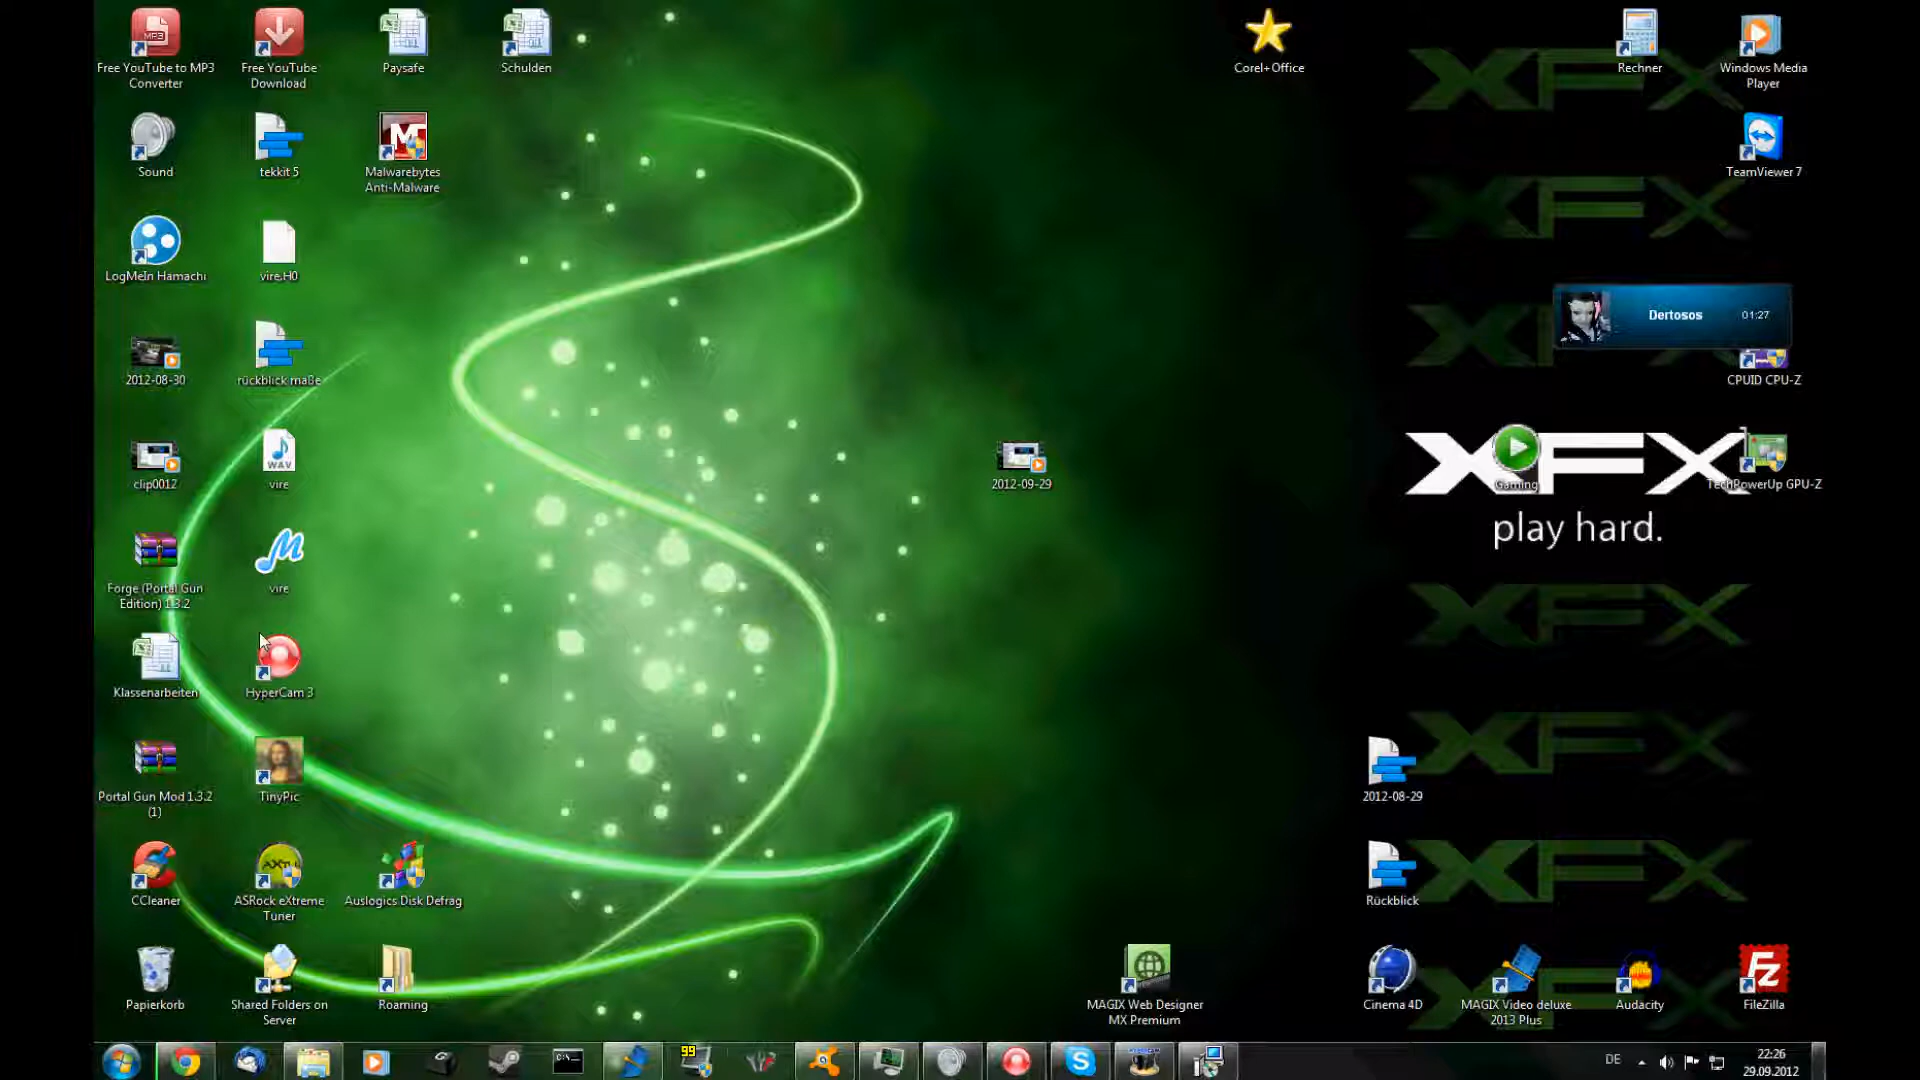 Free YouTube to MP3
Converter
Free YouTube
Download
Paysafe
Schulden
Corel+Office
Rechner
Windows Media
Player
Sound
tekkit 5
Malwarebytes
Anti-Malware
TeamViewer 7
LogMeIn Hamachi
vire.H0
Dertosos
01:27
2012-08-30
rückblick maße
CPUID CPU-Z
clip0012
WAV
vire
2012-09-29
XFX
Gaming
TechPowerUp GPU-Z
play hard.
Forge (Portal Gun
Edition) 1.3.2
vire
Klassenarbeiten
HyperCam 3
Portal Gun Mod 1.3.2
(1)
TinyPic
2012-08-29
CCleaner
ASRock eXtreme
Tuner
Auslogics Disk Defrag
Rückblick
Papierkorb
Shared Folders on
Server
Roaming
MAGIX Web Designer
MX Premium
Cinema 4D
MAGIX Video deluxe
2013 Plus
Audacity
FileZilla
99
DE
22:26
29.09.2012